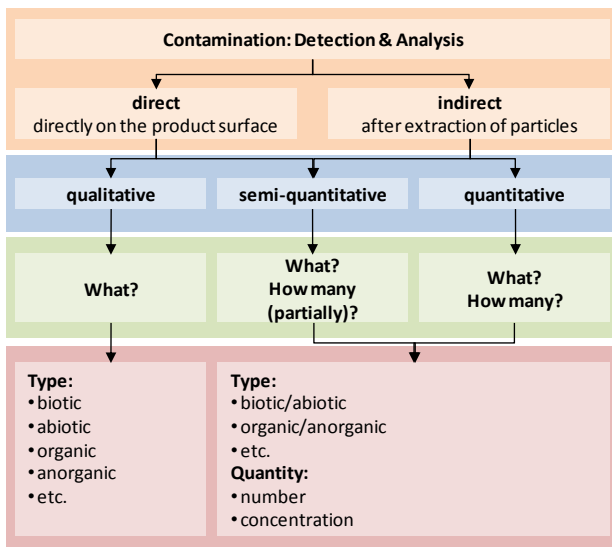 Contamination: Detection & Analysis
direct
directly on the product surface
indirect
after extraction of particles
qualitative
semi-quantitative
quantitative
What?
What?
How many
(partially)?
What?
How many?
Type:
• biotic
• abiotic
• organic
• anorganic
• etc.
Type:
• biotic/abiotic
• organic/anorganic
• etc.
Quantity:
• number
• concentration